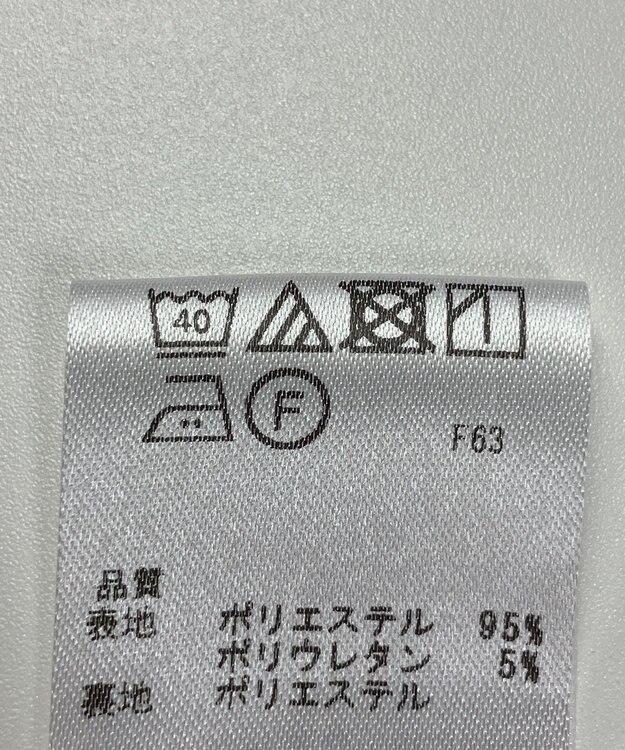 40
F F63
品質
表地 ポリエステル 95%
ポリウレタン 5%
裏地 ポリエステル